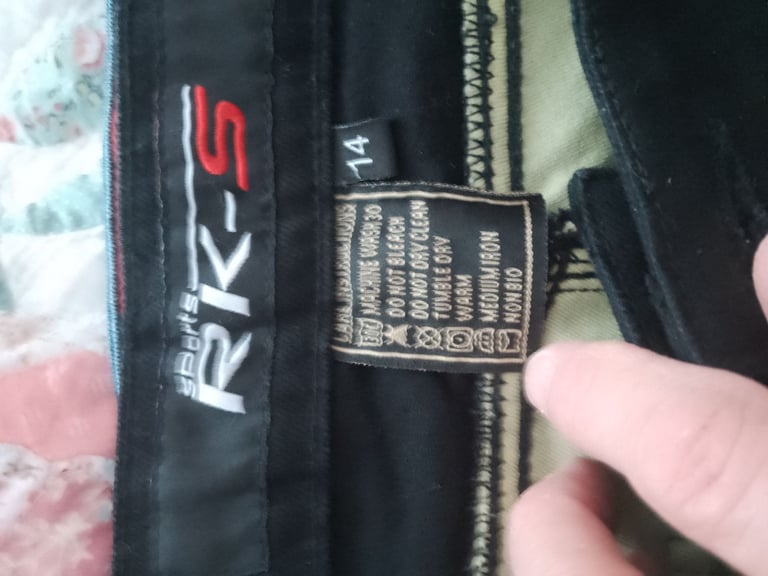 SPORTS
RK-S
14
CARE INSTRUCTIONS
MACHINE WASH 30
DO NOT BLEACH
DO NOT DRY CLEAN
TUMBLE DRY
WARM
MEDIUM IRON
NON BIO